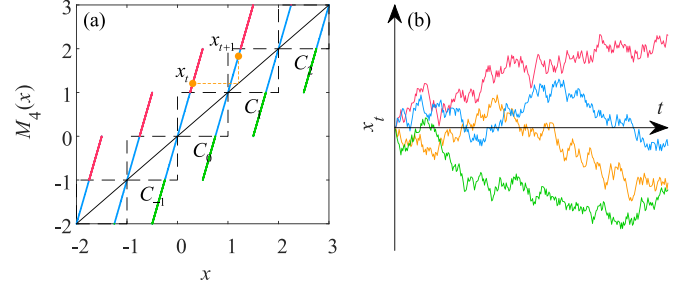 (a)
(b)
3
2
1
0
-1
-2
M₄(x)
xₜ
xₜ₊₁
C₂
C₁
C₀
C₋₁
-2 -1 0 1 2 3
x
xₜ
t